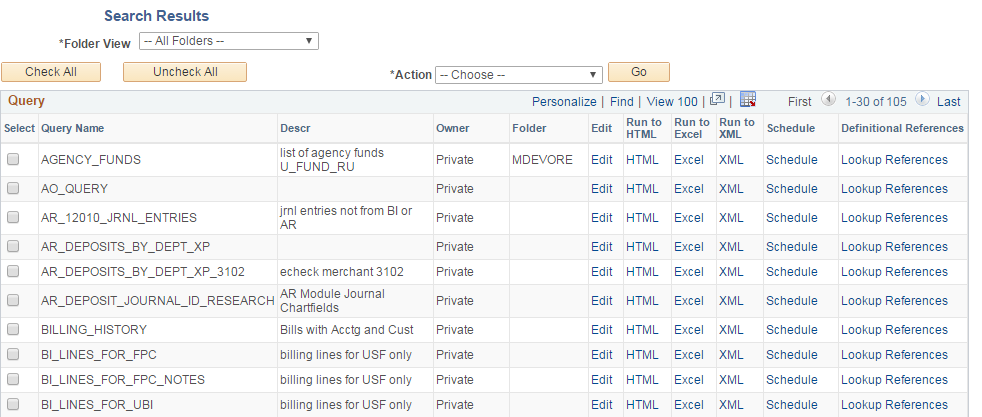 Search Results
*Folder View -- All Folders --
Check All Uncheck All *Action -- Choose -- Go
Query Personalize | Find | View 100 | | First 1-30 of 105 Last
Select Query Name Descr Owner Folder Edit Run to HTML Run to Excel Run to XML Schedule Definitional References
AGENCY_FUNDS list of agency funds U_FUND_RU Private MDEVORE Edit HTML Excel XML Schedule Lookup References
AO_QUERY Private Edit HTML Excel XML Schedule Lookup References
AR_12010_JRNL_ENTRIES jrnl entries not from BI or AR Private Edit HTML Excel XML Schedule Lookup References
AR_DEPOSITS_BY_DEPT_XP Private Edit HTML Excel XML Schedule Lookup References
AR_DEPOSITS_BY_DEPT_XP_3102 echeck merchant 3102 Private Edit HTML Excel XML Schedule Lookup References
AR_DEPOSIT_JOURNAL_ID_RESEARCH AR Module Journal Chartfields Private Edit HTML Excel XML Schedule Lookup References
BILLING_HISTORY Bills with Acctg and Cust Private Edit HTML Excel XML Schedule Lookup References
BI_LINES_FOR_FPC billing lines for USF only Private Edit HTML Excel XML Schedule Lookup References
BI_LINES_FOR_FPC_NOTES billing lines for USF only Private Edit HTML Excel XML Schedule Lookup References
BI_LINES_FOR_UBI billing lines for USF only Private Edit HTML Excel XML Schedule Lookup References